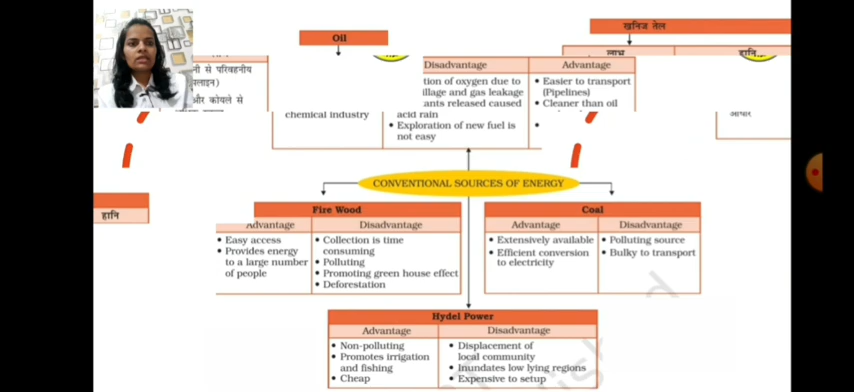 Oil
खनिज तेल
लाभ
हानि
Disadvantage
Advantage
नी से परिवहनीय
पलाइन)
और कोयले से
tion of oxygen due to
illage and gas leakage
ants released caused
acid rain
• Exploration of new fuel is
not easy
• Easier to transport
(Pipelines)
• Cleaner than oil
•
chemical industry
हानि
CONVENTIONAL SOURCES OF ENERGY
Fire Wood
Advantage
Disadvantage
• Easy access
• Provides energy
to a large number
of people
• Collection is time
consuming
• Polluting
• Promoting green house effect
• Deforestation
Coal
Advantage
Disadvantage
• Extensively available
• Efficient conversion
to electricity
• Polluting source
• Bulky to transport
Hydel Power
Advantage
Disadvantage
• Non-polluting
• Promotes irrigation
and fishing
• Cheap
• Displacement of
local community
• Inundates low lying regions
• Expensive to setup